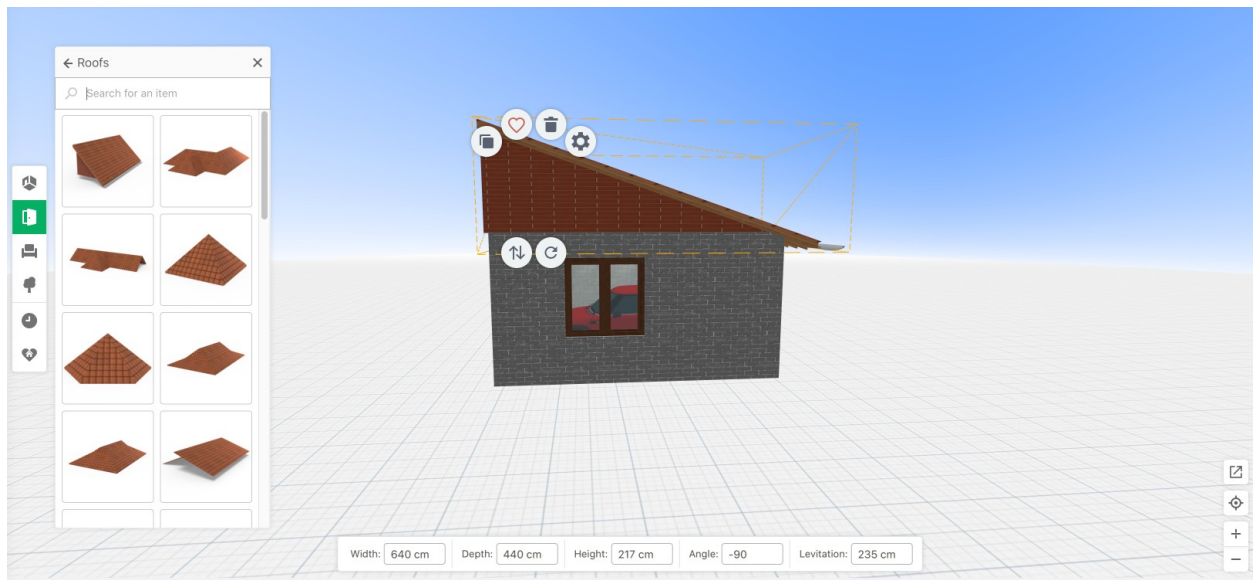 Roofs
Search for an item
Width: 640 cm Depth: 440 cm Height: 217 cm Angle: -90 Levitation: 235 cm